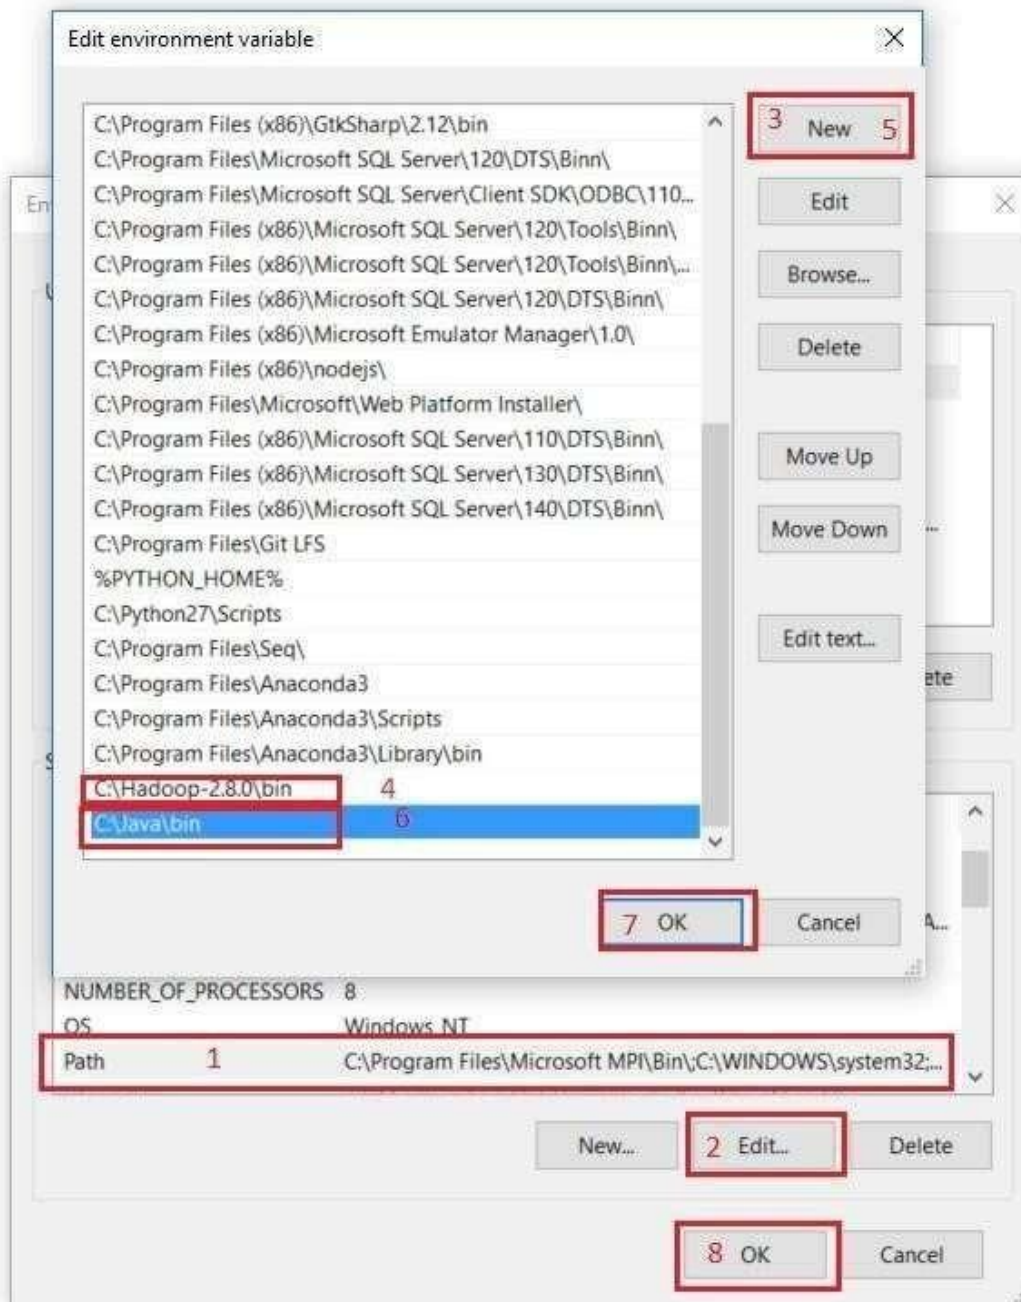 Edit environment variable
C:\Program Files (x86)\GtkSharp\2.12\bin
C:\Program Files\Microsoft SQL Server\120\DTS\Binn\
C:\Program Files\Microsoft SQL Server\Client SDK\ODBC\110...
C:\Program Files (x86)\Microsoft SQL Server\120\Tools\Binn\
C:\Program Files (x86)\Microsoft SQL Server\120\Tools\Binn\...
C:\Program Files (x86)\Microsoft SQL Server\120\DTS\Binn\
C:\Program Files (x86)\Microsoft Emulator Manager\1.0\
C:\Program Files (x86)\nodejs\
C:\Program Files\Microsoft\Web Platform Installer\
C:\Program Files (x86)\Microsoft SQL Server\110\DTS\Binn\
C:\Program Files (x86)\Microsoft SQL Server\130\DTS\Binn\
C:\Program Files (x86)\Microsoft SQL Server\140\DTS\Binn\
C:\Program Files\Git LFS
%PYTHON_HOME%
C:\Python27\Scripts
C:\Program Files\Seq\
C:\Program Files\Anaconda3
C:\Program Files\Anaconda3\Scripts
C:\Program Files\Anaconda3\Library\bin
C:\Hadoop-2.8.0\bin 4
C:\Java\bin 6
3 New 5
Edit
Browse...
Delete
Move Up
Move Down
Edit text...
7 OK
Cancel
En
...
ete
A...
NUMBER_OF_PROCESSORS 8
OS Windows_NT
Path 1 C:\Program Files\Microsoft MPI\Bin\;C:\WINDOWS\system32;...
New...
2 Edit...
Delete
8 OK
Cancel